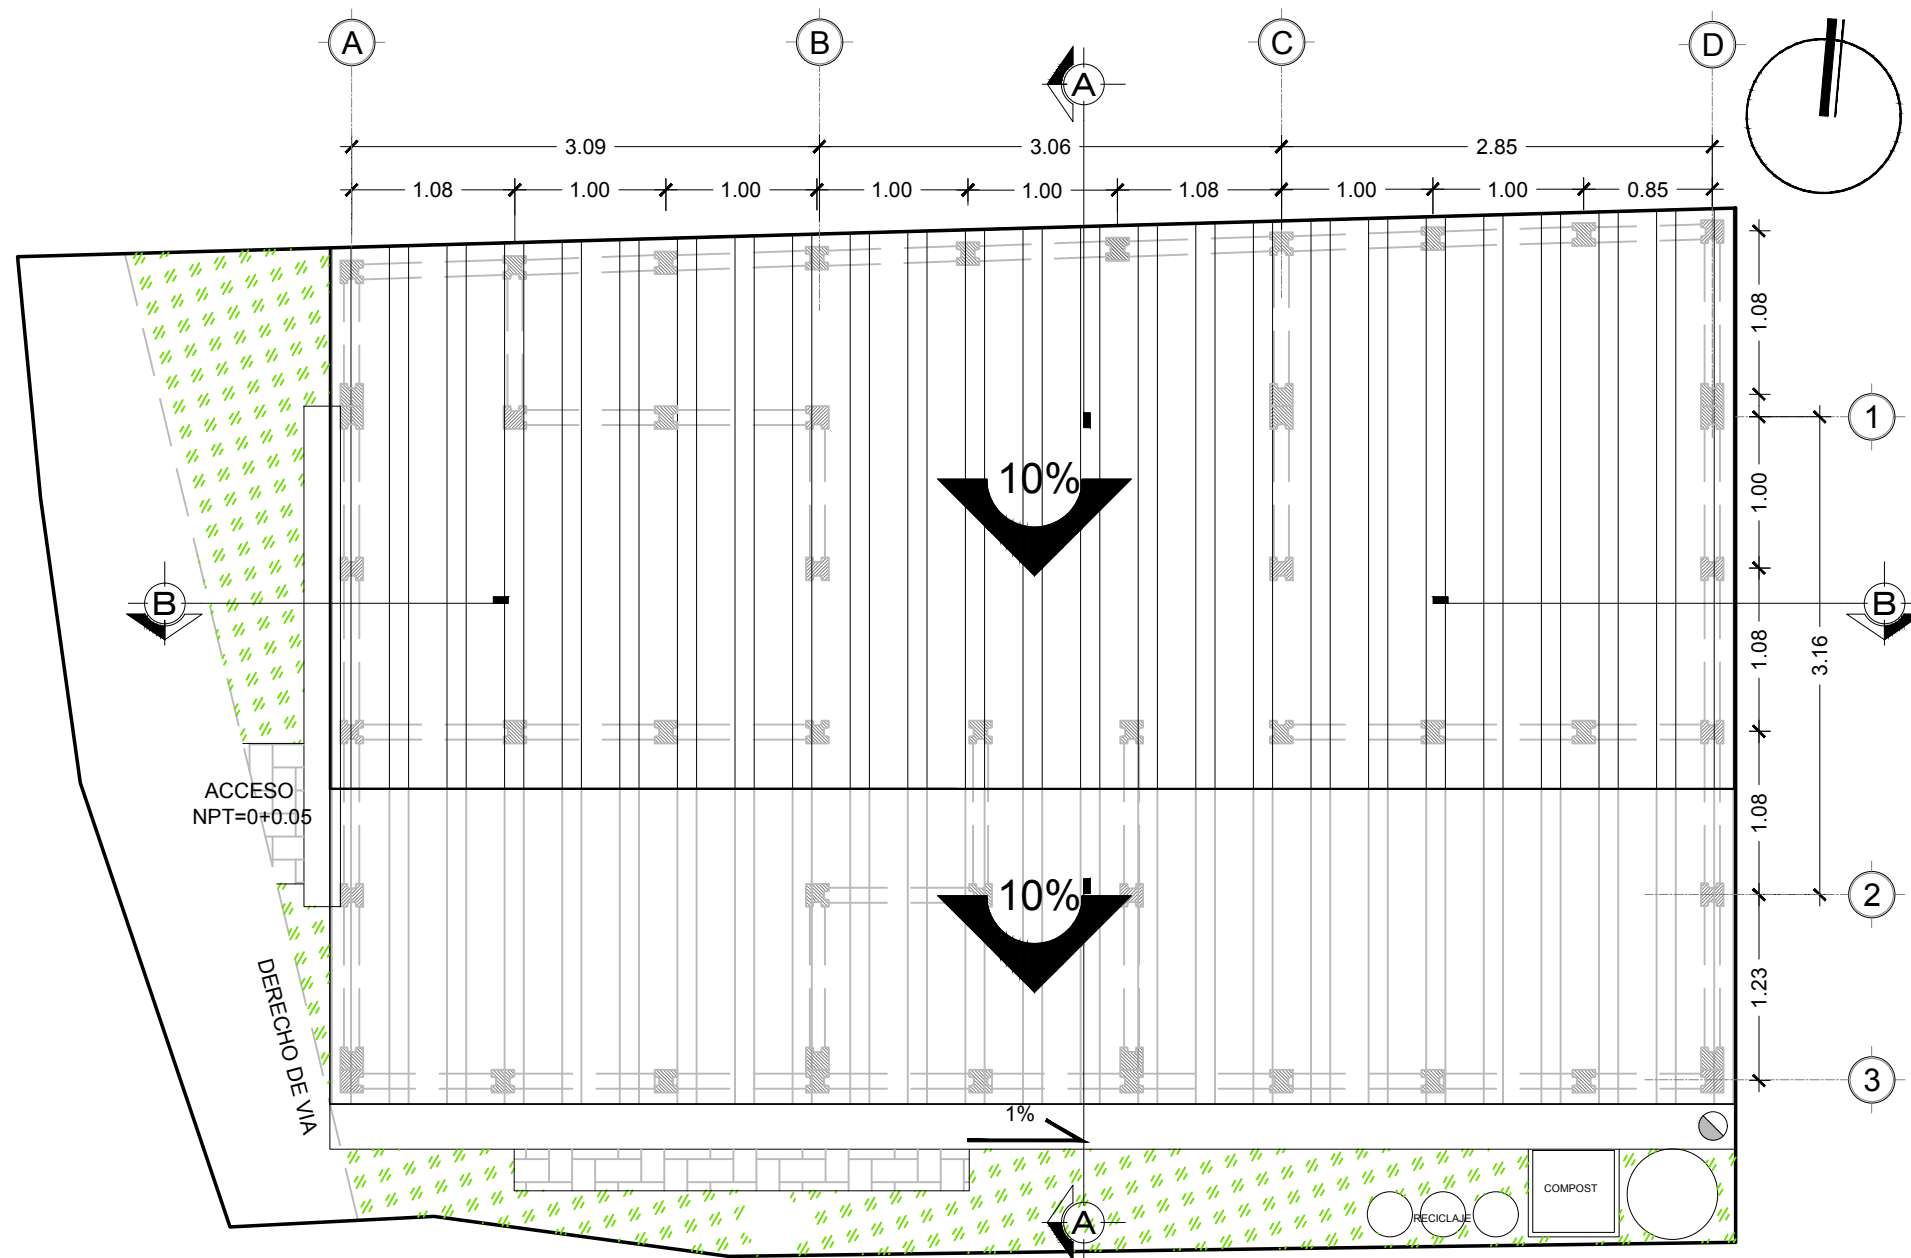 A
B
C
D
A
3.09
3.06
2.85
1.08
1.00
1.00
1.00
1.00
1.08
1.00
1.00
0.85
1.08
1
10%
1.00
B
B
1.08
3.16
ACCESO
NPT=0+0.05
1.08
10%
2
1.23
DERECHO DE VIA
3
1%
COMPOST
RECICLAJE
A